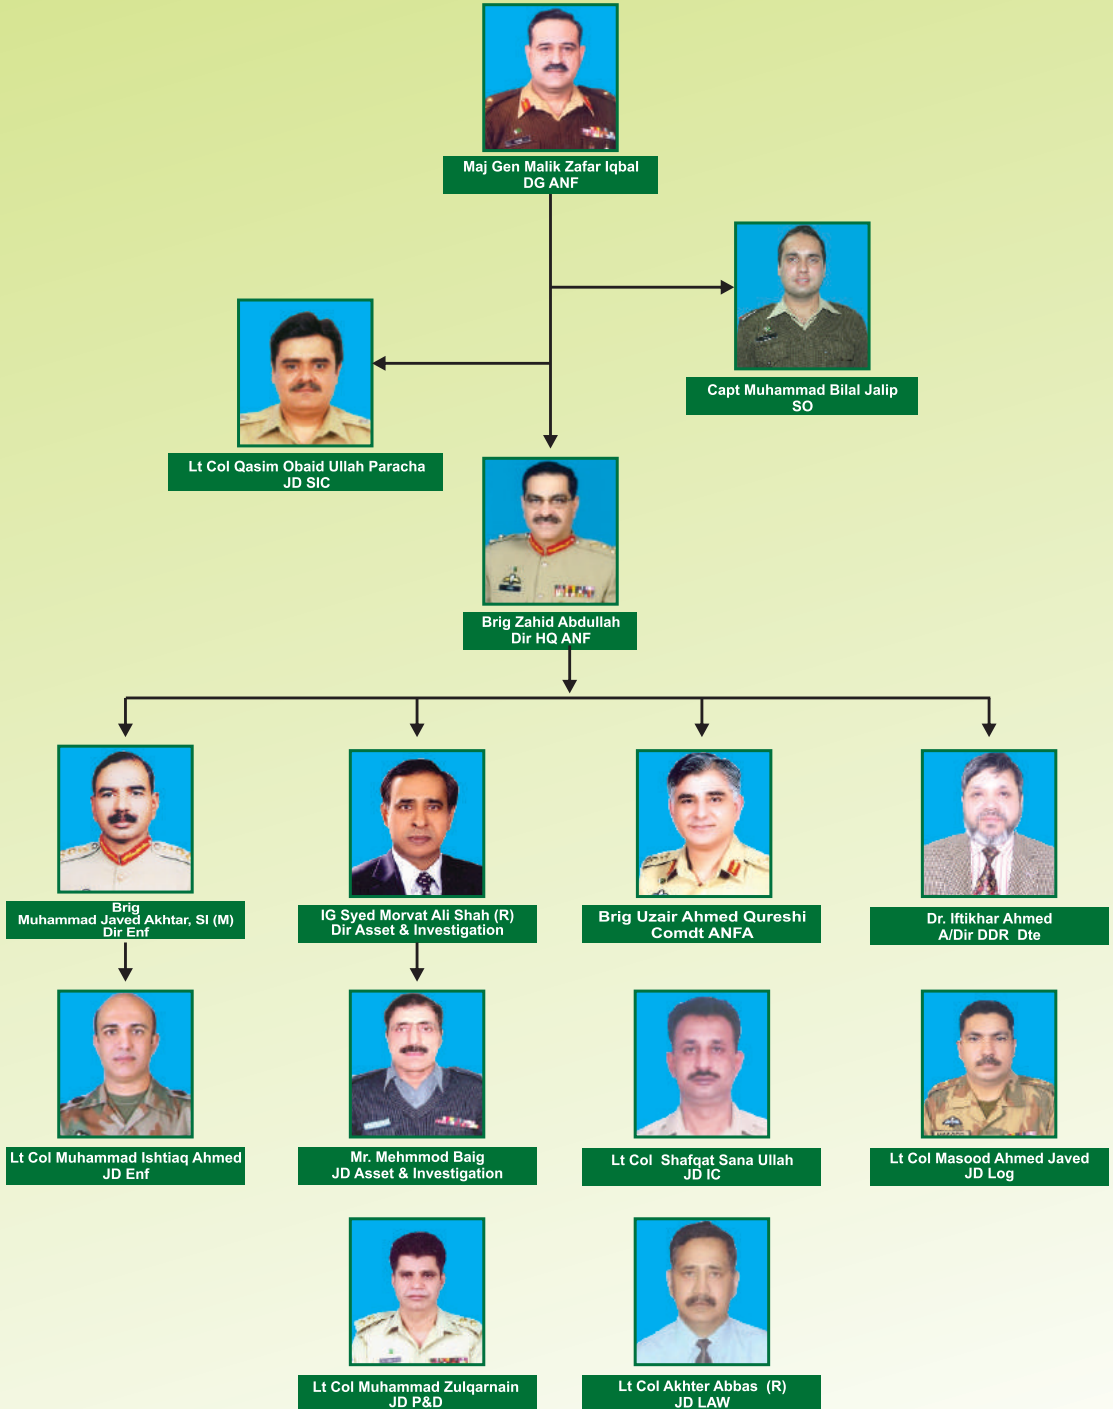 Maj Gen Malik Zafar Iqbal
DG ANF
Capt Muhammad Bilal Jalip
SO
Lt Col Qasim Obaid Ullah Paracha
JD SIC
Brig Zahid Abdullah
Dir HQ ANF
Brig
Muhammad Javed Akhtar, SI (M)
Dir Enf
IG Syed Morvat Ali Shah (R)
Dir Asset & Investigation
Brig Uzair Ahmed Qureshi
Comdt ANFA
Dr. Iftikhar Ahmed
A/Dir DDR Dte
Lt Col Muhammad Ishtiaq Ahmed
JD Enf
Mr. Mehmmod Baig
JD Asset & Investigation
Lt Col Shafqat Sana Ullah
JD IC
Lt Col Masood Ahmed Javed
JD Log
Lt Col Muhammad Zulqarnain
JD P&D
Lt Col Akhter Abbas (R)
JD LAW